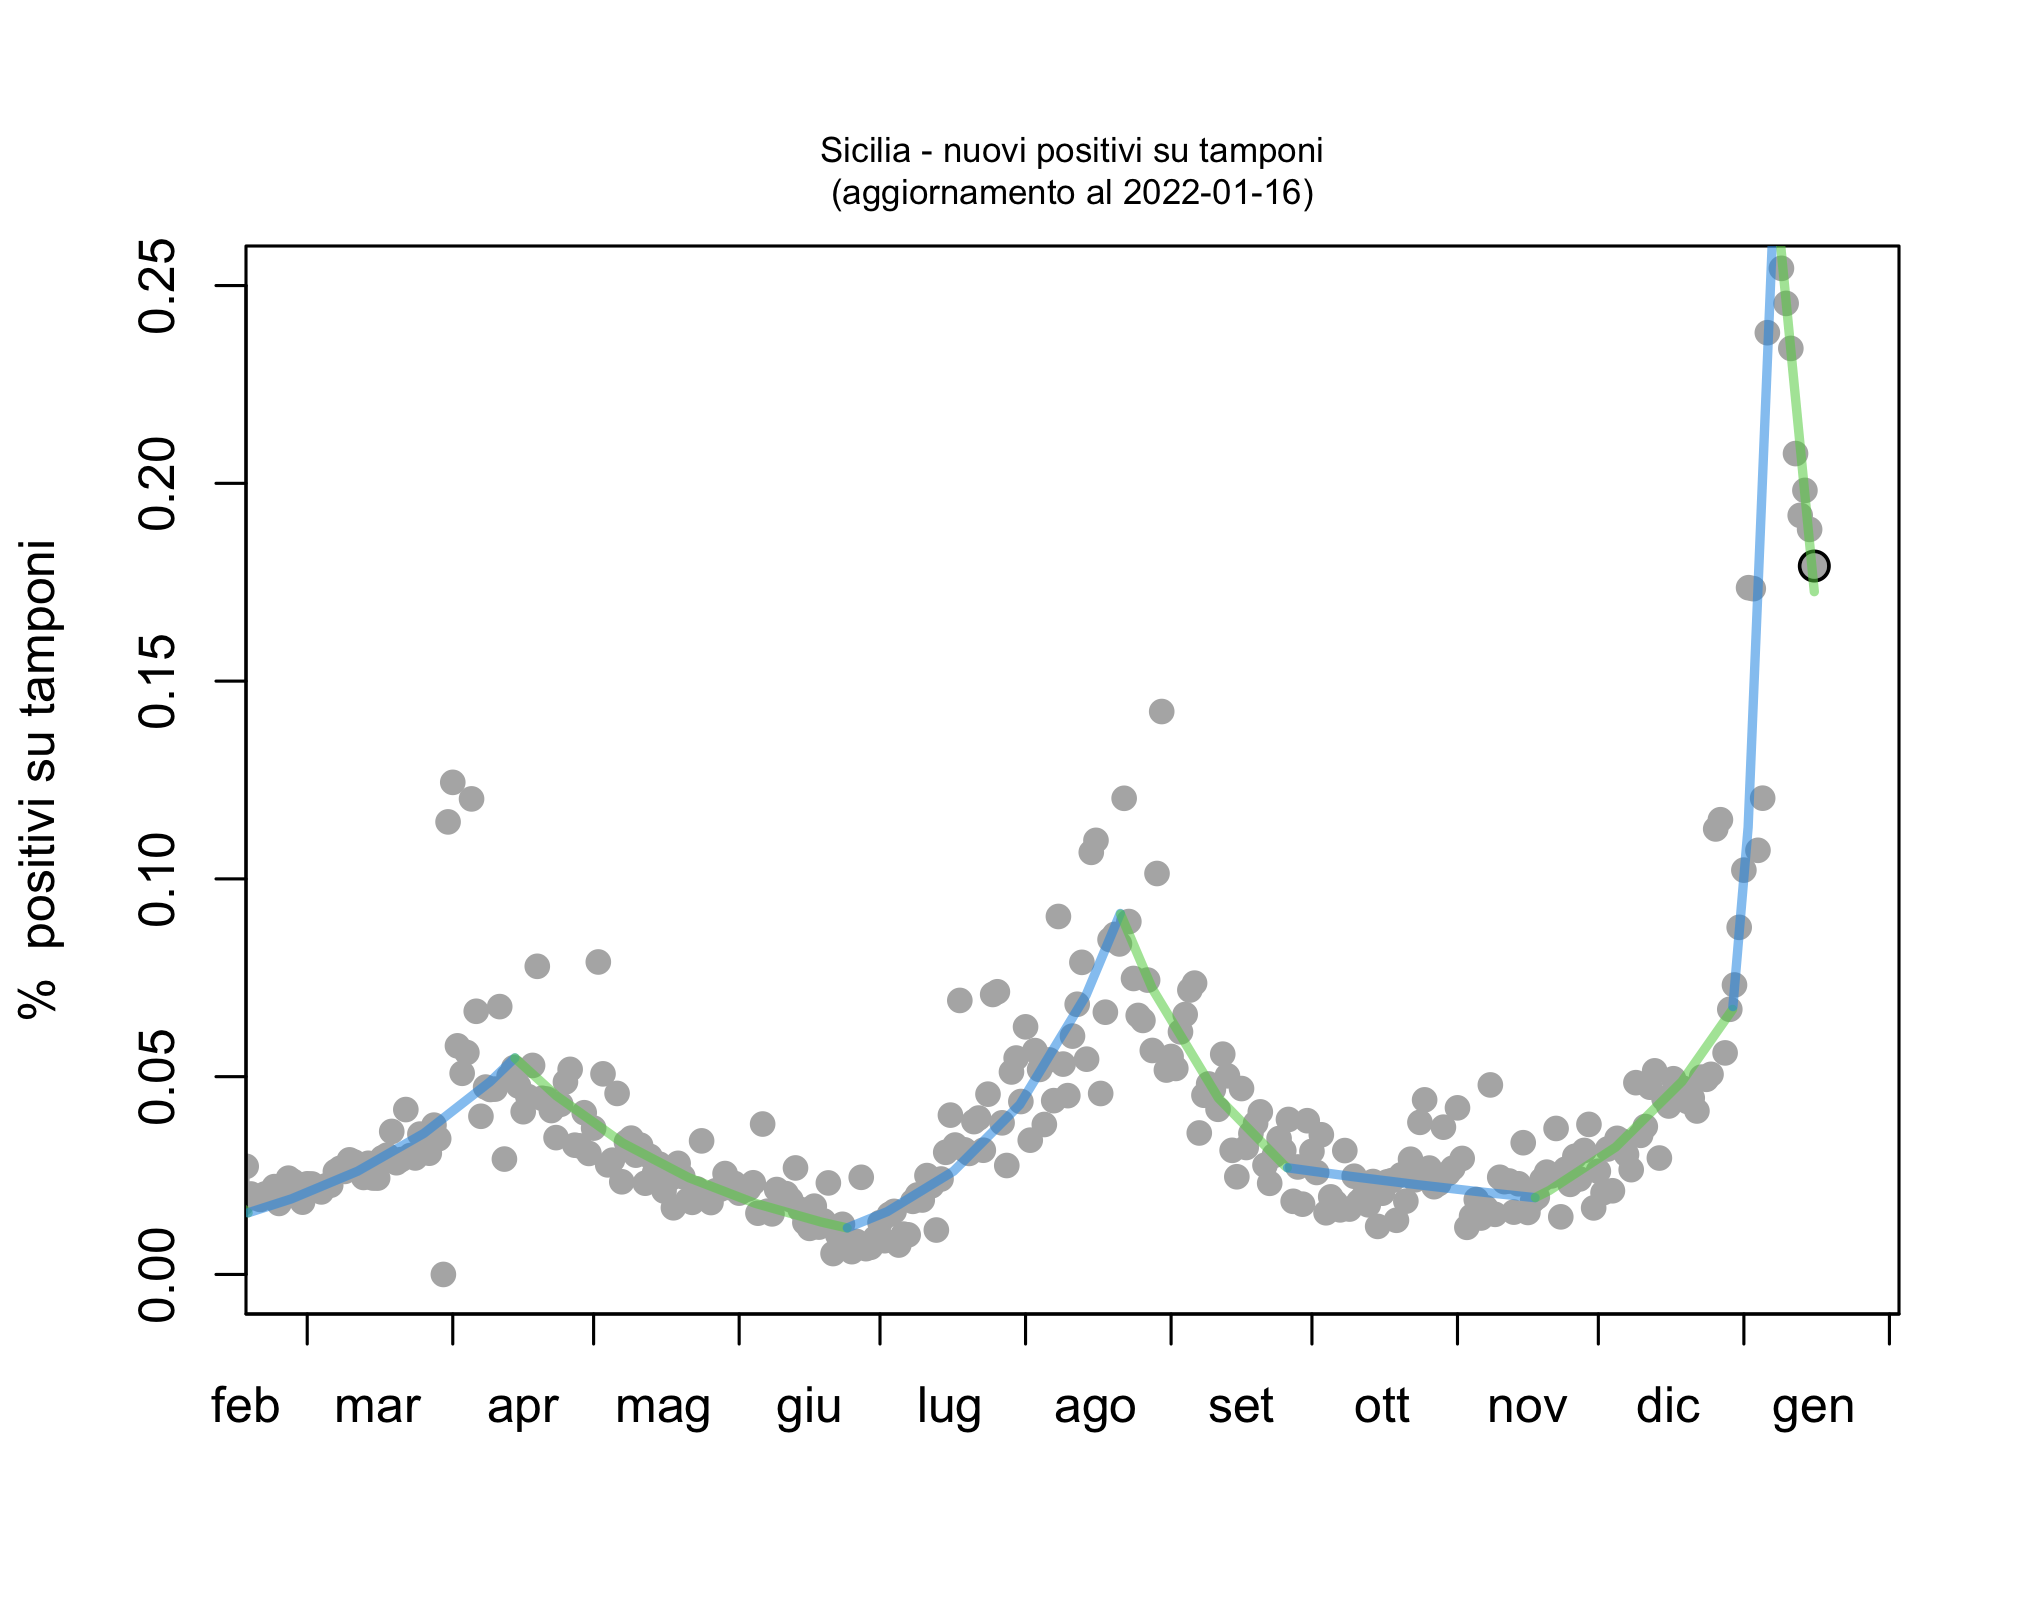 Sicilia - nuovi positivi su tamponi
(aggiornamento al 2022-01-16)
% positivi su tamponi
0.25
0.20
0.15
0.10
0.05
0.00
feb mar apr mag giu lug ago set ott nov dic gen